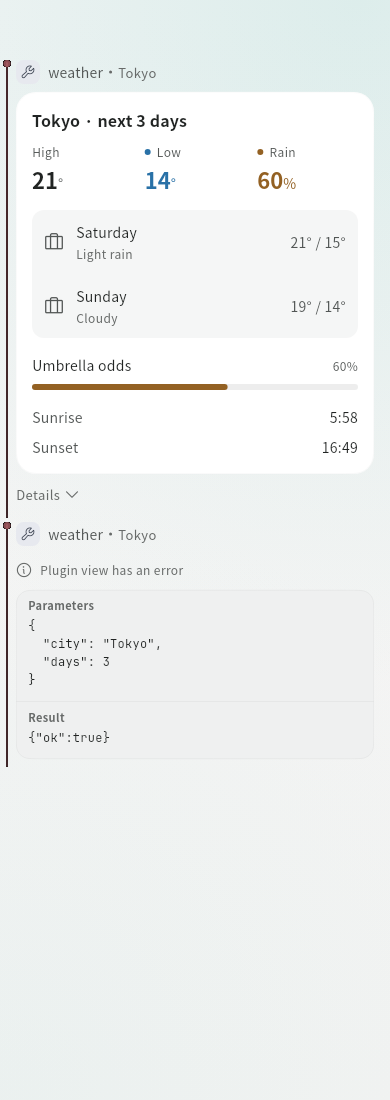 weather • Tokyo
Tokyo · next 3 days
High
Low
Rain
21°
14°
60%
Saturday
Light rain
21° / 15°
Sunday
Cloudy
19° / 14°
Umbrella odds
60%
Sunrise
5:58
Sunset
16:49
Details
weather • Tokyo
Plugin view has an error
Parameters
{
  "city": "Tokyo",
  "days": 3
}
Result
{"ok":true}